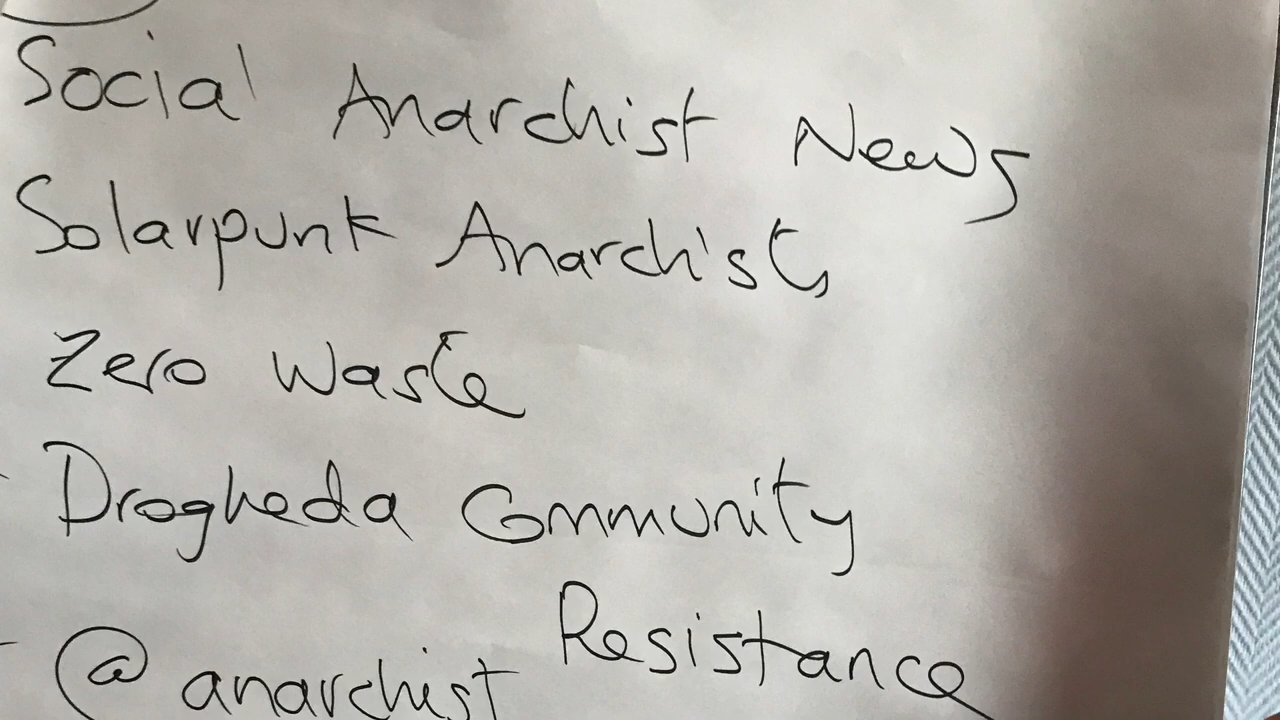 Social Anarchist News
Solarpunk Anarchists
Zero Waste
Drogheda Community
Resistance
@anarchist